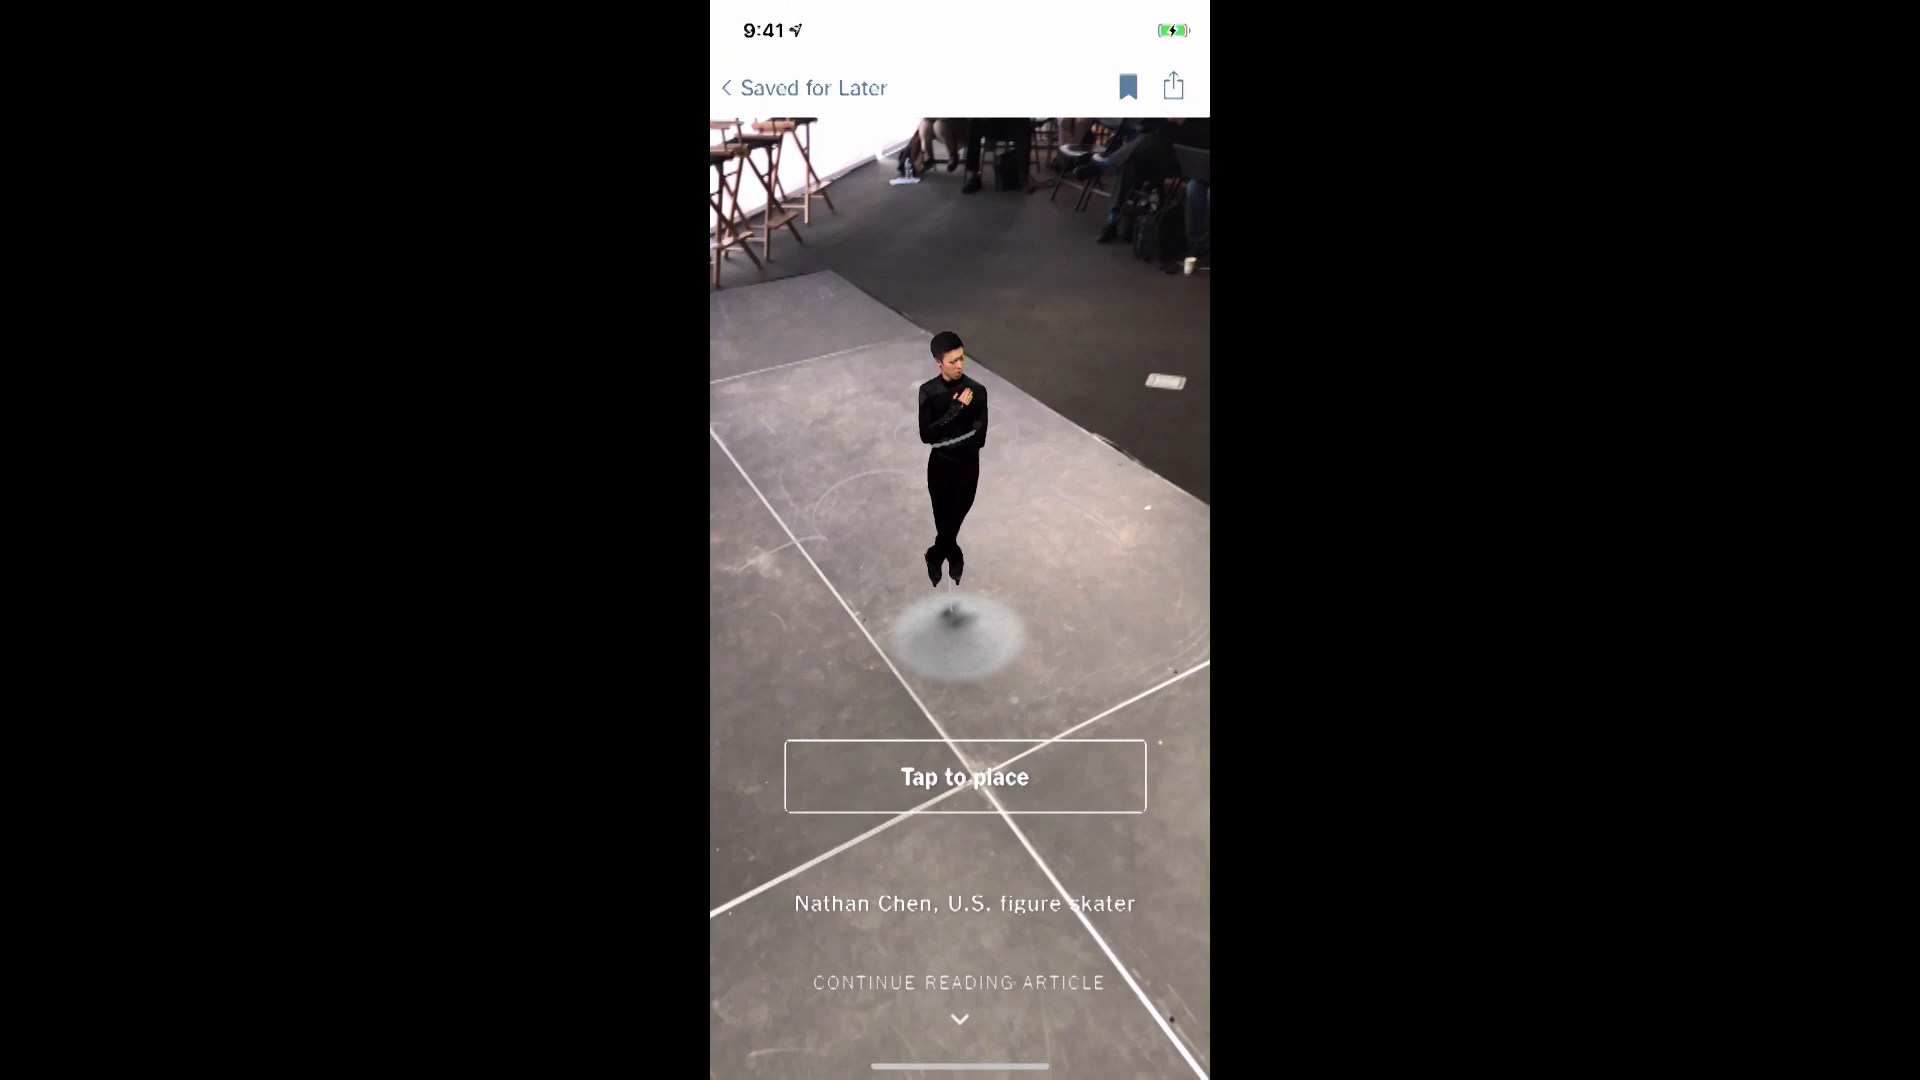 9:41
Saved for Later
Tap to place
Nathan Chen, U.S. figure skater
CONTINUE READING ARTICLE